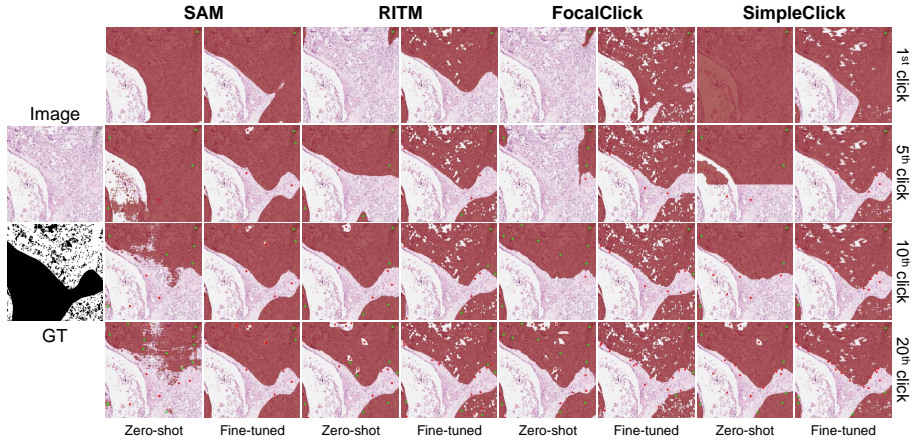 SAM RITM FocalClick SimpleClick
1st click
Image
5th click
10th click
GT
20th click
Zero-shot Fine-tuned Zero-shot Fine-tuned Zero-shot Fine-tuned Zero-shot Fine-tuned